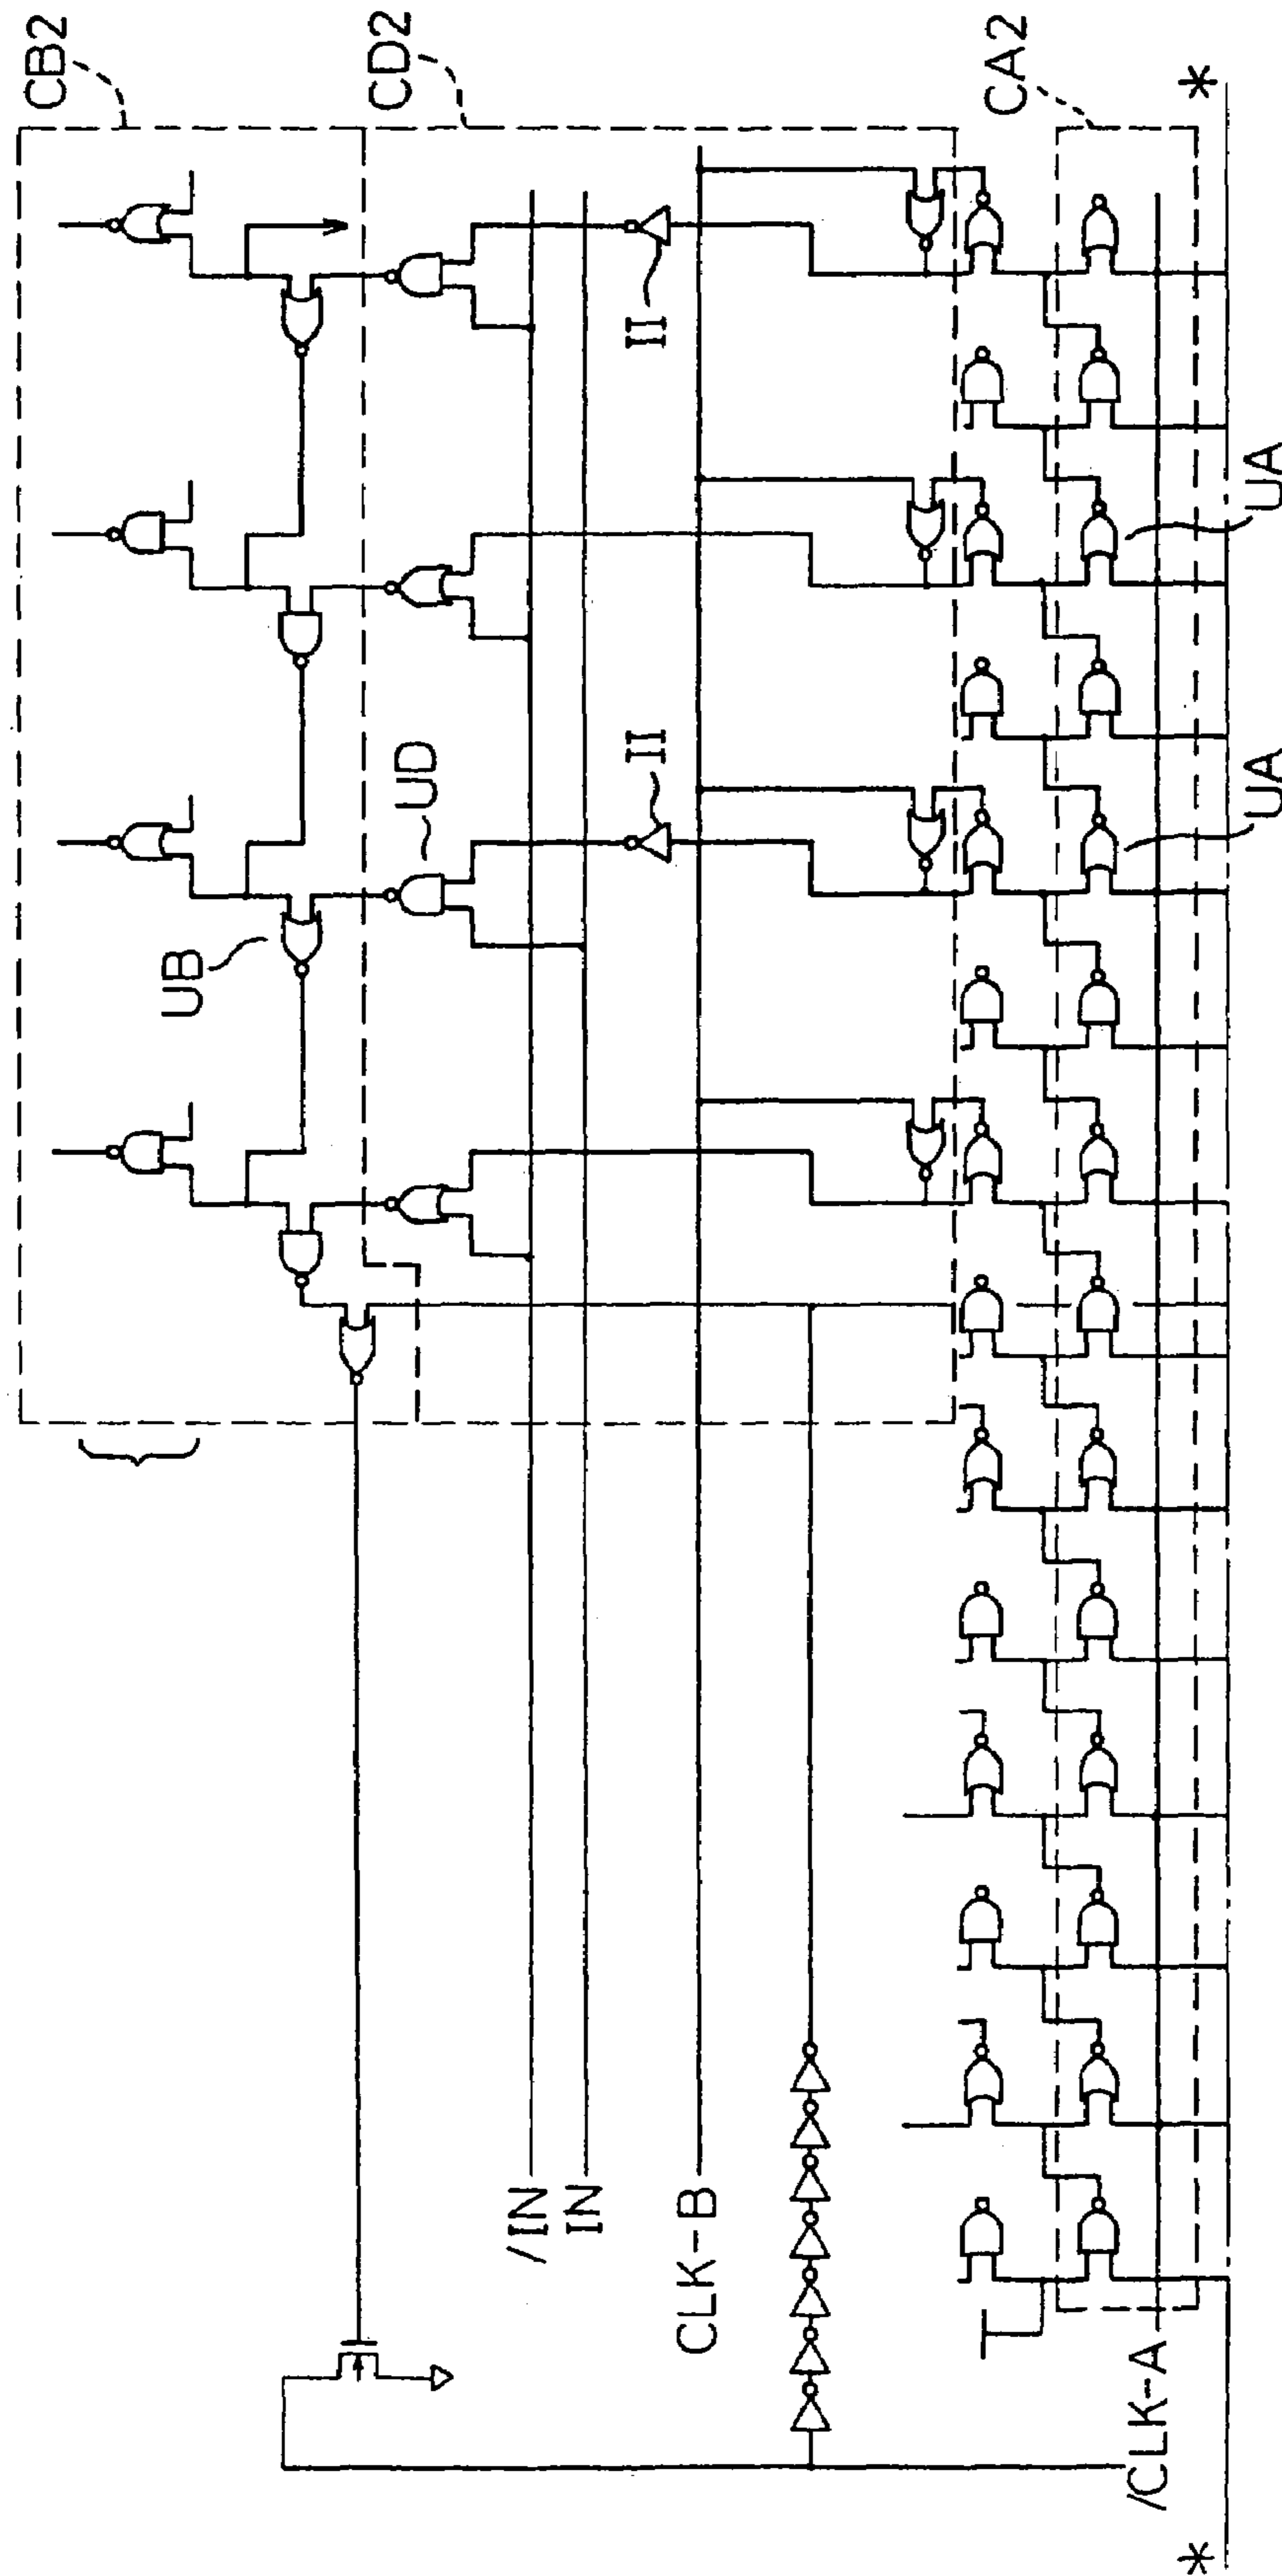 CB2
CD2
CA2
*
II
UA
II
UD
UB
UA
/IN
IN
CLK-B
/CLK-A
*